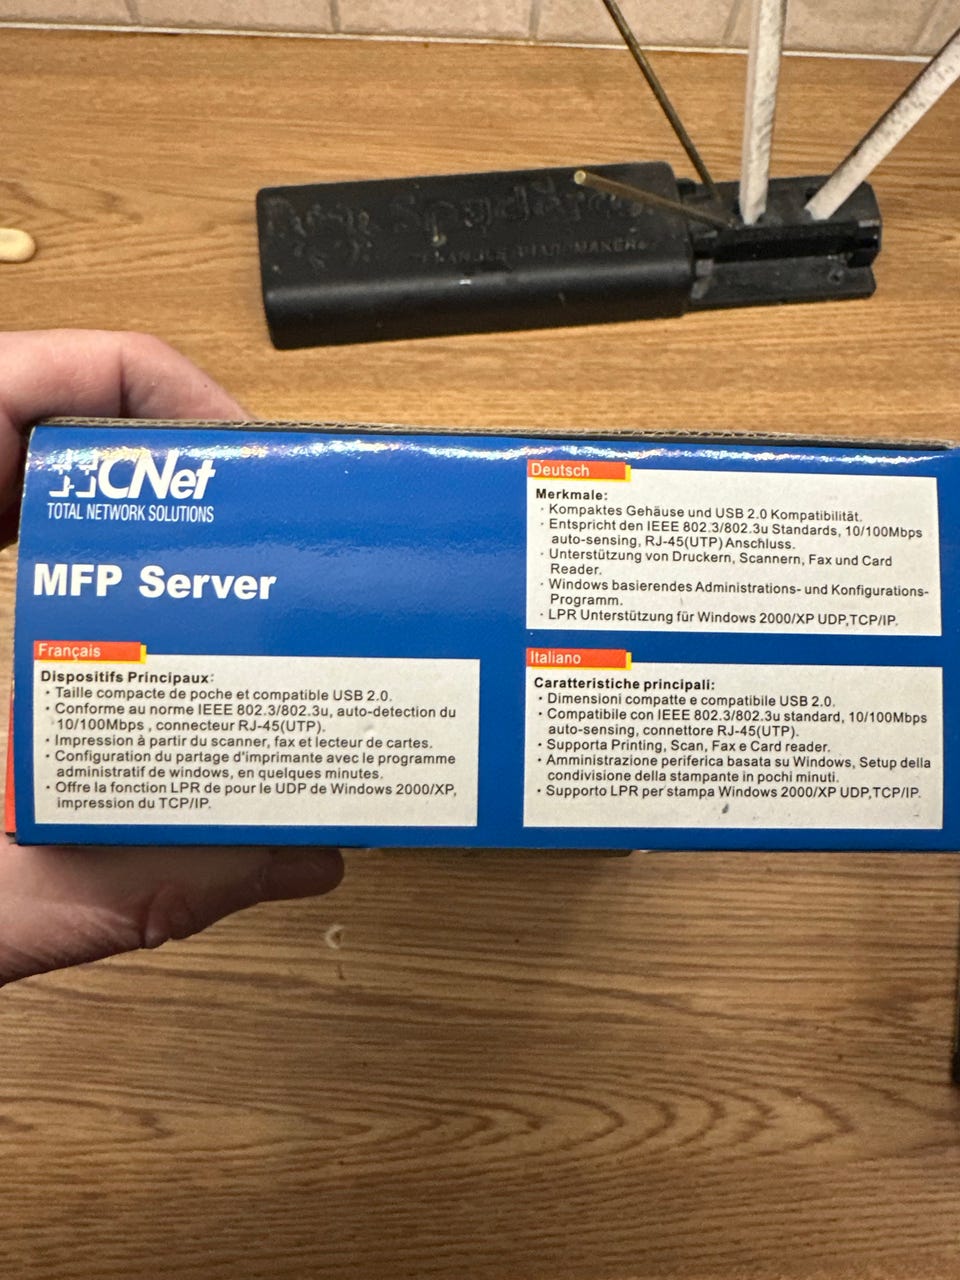 TRIANGLE SHARPMAKER
CNet
TOTAL NETWORK SOLUTIONS
MFP Server
Français
Dispositifs Principaux:
· Taille compacte de poche et compatible USB 2.0.
· Conforme au norme IEEE 802.3/802.3u, auto-detection du
10/100Mbps , connecteur RJ-45(UTP).
· Impression à partir du scanner, fax et lecteur de cartes.
· Configuration du partage d'imprimante avec le programme
administratif de windows, en quelques minutes.
· Offre la fonction LPR de pour le UDP de Windows 2000/XP,
impression du TCP/IP.
Deutsch
Merkmale:
· Kompaktes Gehäuse und USB 2.0 Kompatibilität.
· Entspricht den IEEE 802.3/802.3u Standards, 10/100Mbps
auto-sensing, RJ-45(UTP) Anschluss.
· Unterstützung von Druckern, Scannern, Fax und Card
Reader.
· Windows basierendes Administrations- und Konfigurations-
Programm.
· LPR Unterstützung für Windows 2000/XP UDP,TCP/IP.
Italiano
Caratteristiche principali:
· Dimensioni compatte e compatibile USB 2.0.
· Compatibile con IEEE 802.3/802.3u standard, 10/100Mbps
auto-sensing, connettore RJ-45(UTP).
· Supporta Printing, Scan, Fax e Card reader.
· Amministrazione periferica basata su Windows, Setup della
condivisione della stampante in pochi minuti.
· Supporto LPR per stampa Windows 2000/XP UDP,TCP/IP.